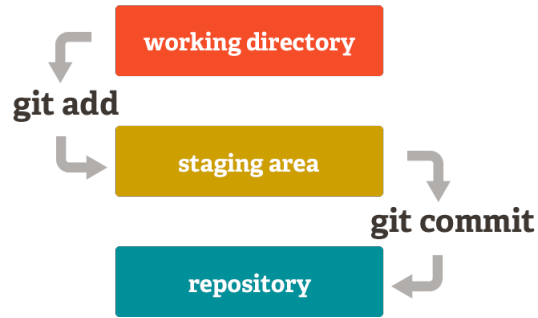 working directory
git add
staging area
git commit
repository